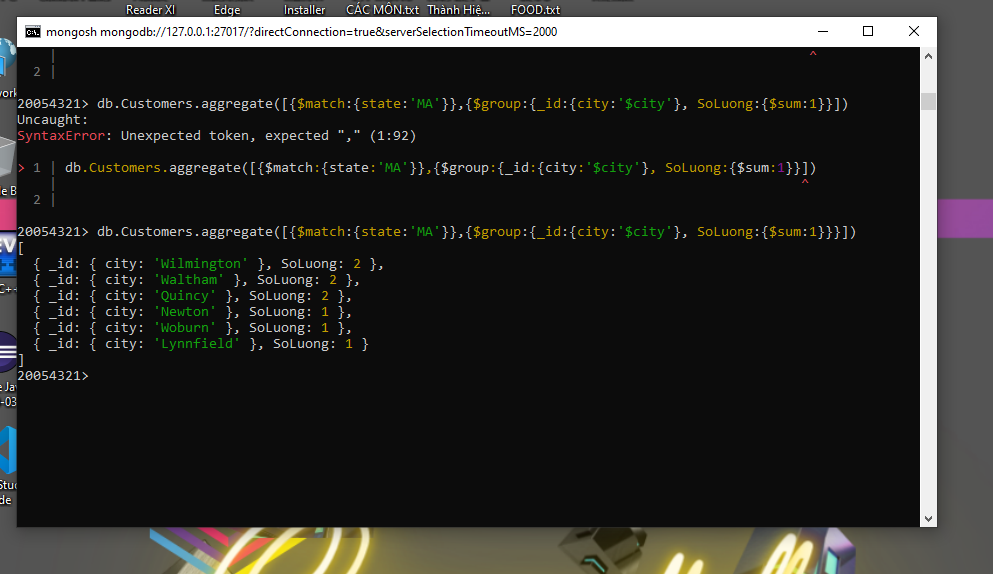 Reader XI Edge Installer CÁC MÓN.txt Thành Hiệ... FOOD.txt
mongosh mongodb://127.0.0.1:27017/?directConnection=true&serverSelectionTimeoutMS=2000
|
^
2 |
20054321> db.Customers.aggregate([{$match:{state:'MA'}},{$group:{_id:{city:'$city'}, SoLuong:{$sum:1}}])
Uncaught:
SyntaxError: Unexpected token, expected "," (1:92)
> 1 | db.Customers.aggregate([{$match:{state:'MA'}},{$group:{_id:{city:'$city'}, SoLuong:{$sum:1}}])
|
^
2 |
20054321> db.Customers.aggregate([{$match:{state:'MA'}},{$group:{_id:{city:'$city'}, SoLuong:{$sum:1}}}])
[
{ _id: { city: 'Wilmington' }, SoLuong: 2 },
{ _id: { city: 'Waltham' }, SoLuong: 2 },
{ _id: { city: 'Quincy' }, SoLuong: 2 },
{ _id: { city: 'Newton' }, SoLuong: 1 },
{ _id: { city: 'Woburn' }, SoLuong: 1 },
{ _id: { city: 'Lynnfield' }, SoLuong: 1 }
]
20054321>